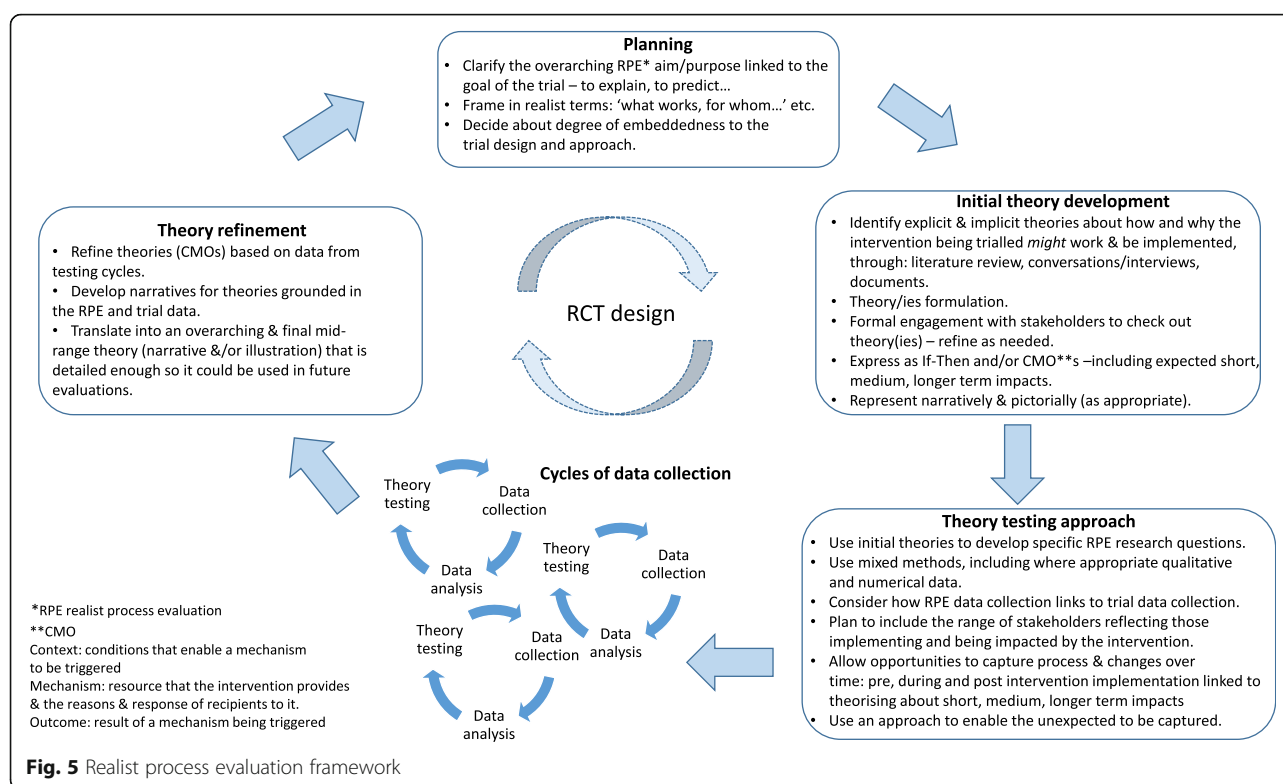 Planning
• Clarify the overarching RPE* aim/purpose linked to the
goal of the trial – to explain, to predict…
• Frame in realist terms: ‘what works, for whom…’ etc.
• Decide about degree of embeddedness to the
trial design and approach.
Initial theory development
• Identify explicit & implicit theories about how and why the
intervention being trialled might work & be implemented,
through: literature review, conversations/interviews,
documents.
• Theory/ies formulation.
• Formal engagement with stakeholders to check out
theory(ies) – refine as needed.
• Express as If-Then and/or CMO**s –including expected short,
medium, longer term impacts.
• Represent narratively & pictorially (as appropriate).
Theory testing approach
• Use initial theories to develop specific RPE research questions.
• Use mixed methods, including where appropriate qualitative
and numerical data.
• Consider how RPE data collection links to trial data collection.
• Plan to include the range of stakeholders reflecting those
implementing and being impacted by the intervention.
• Allow opportunities to capture process & changes over
time: pre, during and post intervention implementation linked to
theorising about short, medium, longer term impacts
• Use an approach to enable the unexpected to be captured.
Cycles of data collection
Theory
testing
Data
collection
Data
analysis
Theory
testing
Data
collection
Data
analysis
Theory
testing
Data
collection
Data
analysis
Theory refinement
• Refine theories (CMOs) based on data from
testing cycles.
• Develop narratives for theories grounded in
the RPE and trial data.
• Translate into an overarching & final mid-
range theory (narrative &/or illustration) that is
detailed enough so it could be used in future
evaluations.
RCT design
*RPE realist process evaluation
**CMO
Context: conditions that enable a mechanism
to be triggered
Mechanism: resource that the intervention provides
& the reasons & response of recipients to it.
Outcome: result of a mechanism being triggered
Fig. 5 Realist process evaluation framework